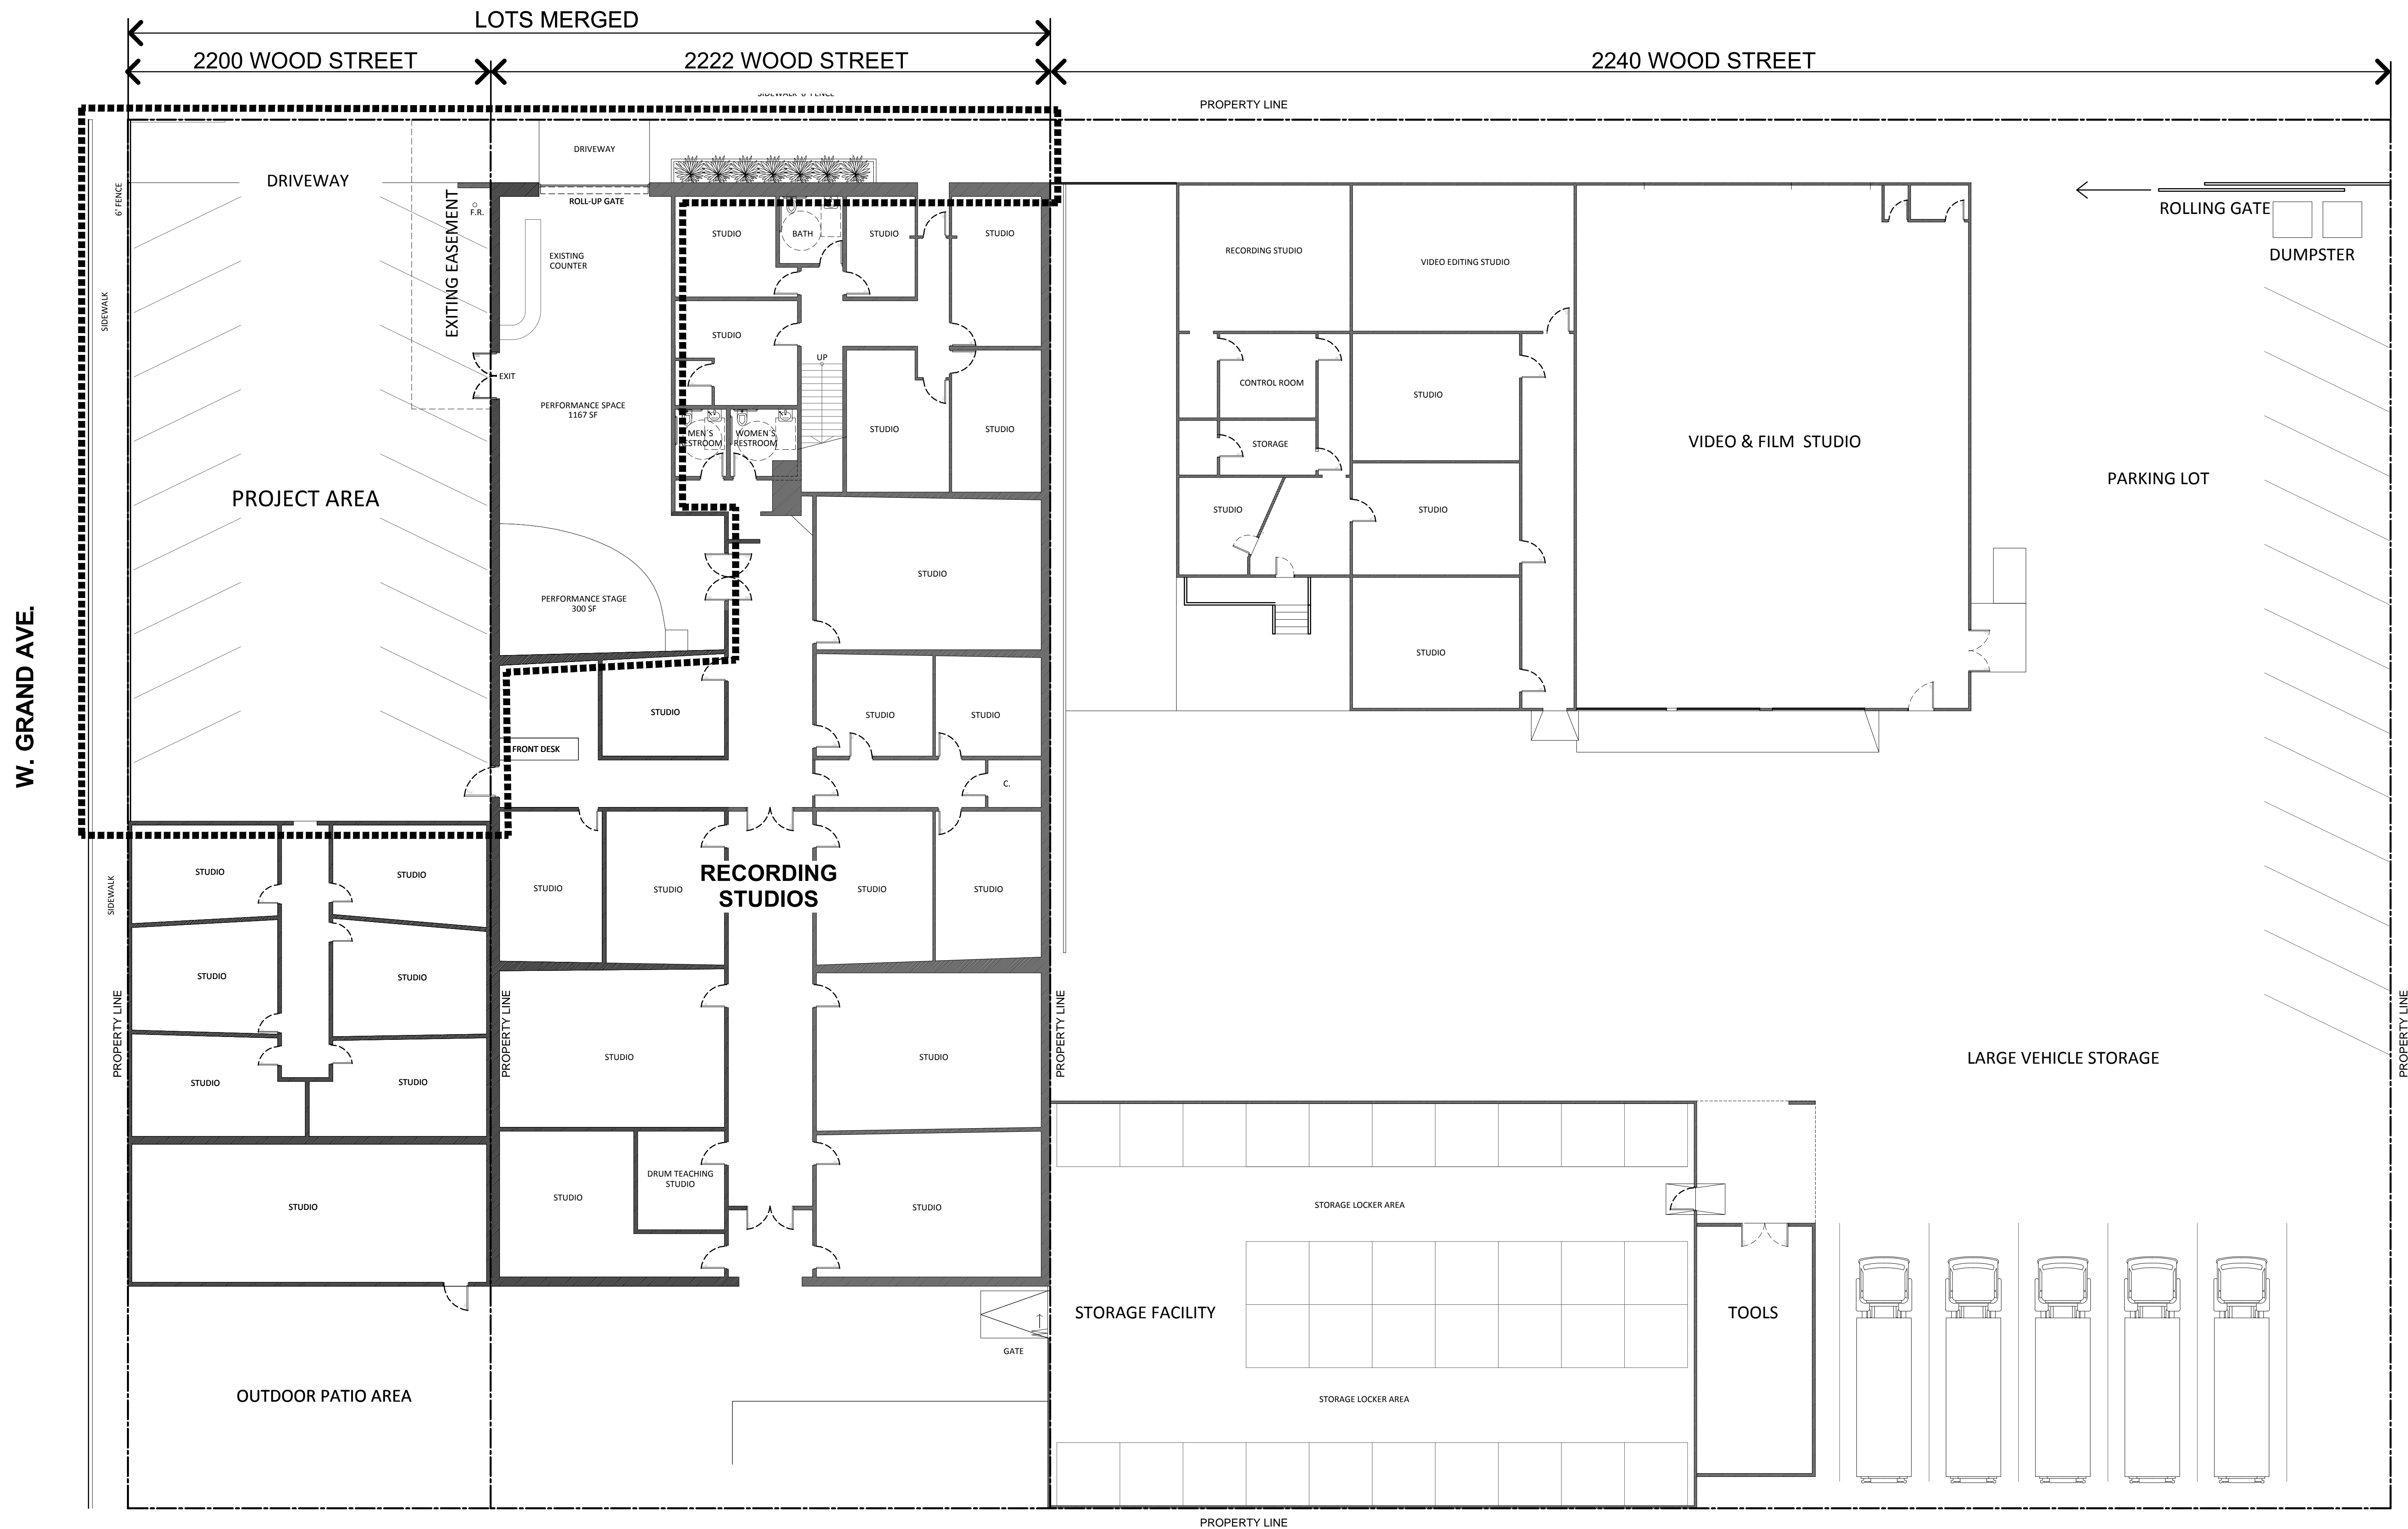 LOTS MERGED
2200 WOOD STREET
2222 WOOD STREET
2240 WOOD STREET
SIDEWALK 6' FENCE
PROPERTY LINE
DRIVEWAY
DRIVEWAY
6' FENCE
SIDEWALK
EXITING EASEMENT
F.R.
ROLL-UP GATE
EXISTING
COUNTER
STUDIO
BATH
STUDIO
STUDIO
RECORDING STUDIO
VIDEO EDITING STUDIO
ROLLING GATE
DUMPSTER
STUDIO
UP
EXIT
CONTROL ROOM
STUDIO
PERFORMANCE SPACE
1167 SF
MEN'S
RESTROOM
WOMEN'S
RESTROOM
STUDIO
STUDIO
STORAGE
VIDEO & FILM STUDIO
PARKING LOT
PROJECT AREA
STUDIO
STUDIO
STUDIO
PERFORMANCE STAGE
300 SF
STUDIO
W. GRAND AVE.
STUDIO
STUDIO
STUDIO
FRONT DESK
C.
SIDEWALK
STUDIO
STUDIO
STUDIO
STUDIO
RECORDING
STUDIOS
STUDIO
STUDIO
STUDIO
STUDIO
PROPERTY LINE
PROPERTY LINE
PROPERTY LINE
PROPERTY LINE
STUDIO
STUDIO
LARGE VEHICLE STORAGE
STUDIO
STUDIO
DRUM TEACHING
STUDIO
STUDIO
STUDIO
STUDIO
STORAGE LOCKER AREA
STORAGE FACILITY
TOOLS
GATE
OUTDOOR PATIO AREA
STORAGE LOCKER AREA
PROPERTY LINE